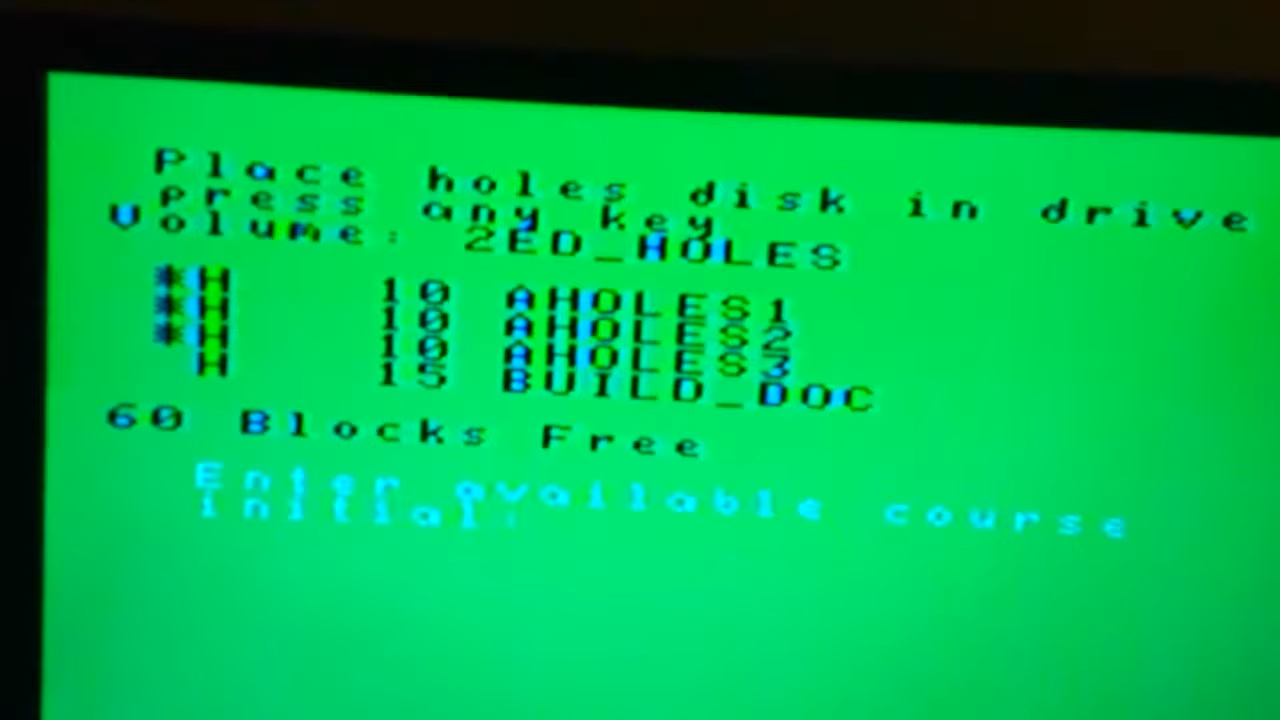 Place holes disk in drive
press any key
Volume: 2ED_HOLES
*H 10 AHOLES1
*H 10 AHOLES2
*H 10 AHOLES3
H 15 BUILD_DOC
60 Blocks Free
Enter available course
initial: